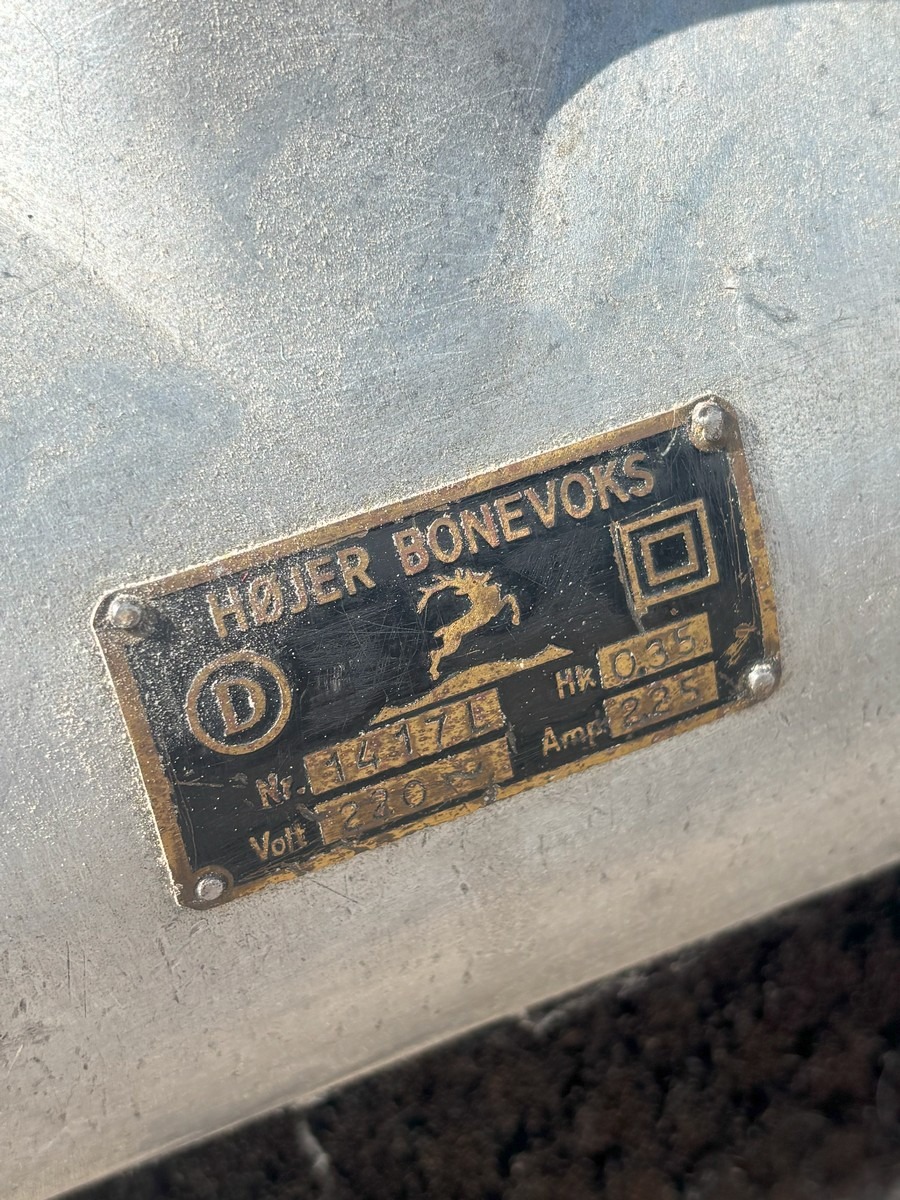 HØJER BONEVOKS
D
Hk 0.35
Nr. 14171
Amp. 2.25
Volt 220 ~